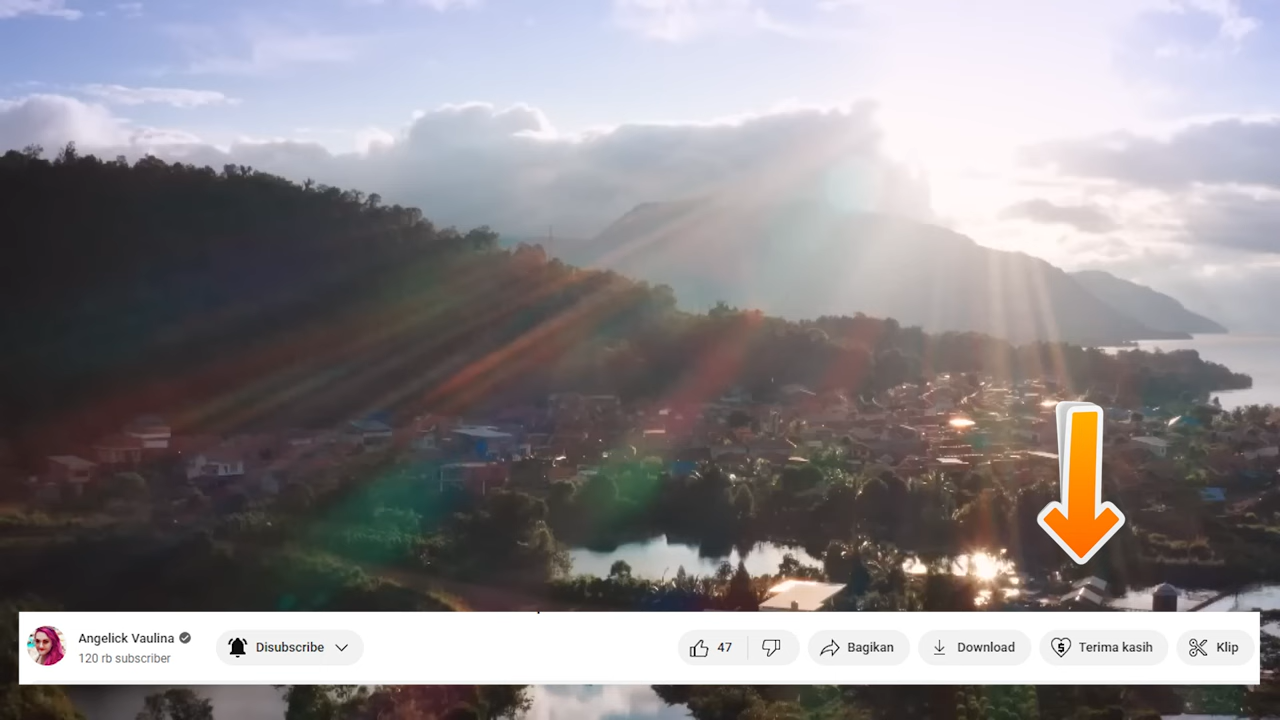 Angelick Vaulina
120 rb subscriber
Disubscribe
47
Bagikan
Download
Terima kasih
Klip